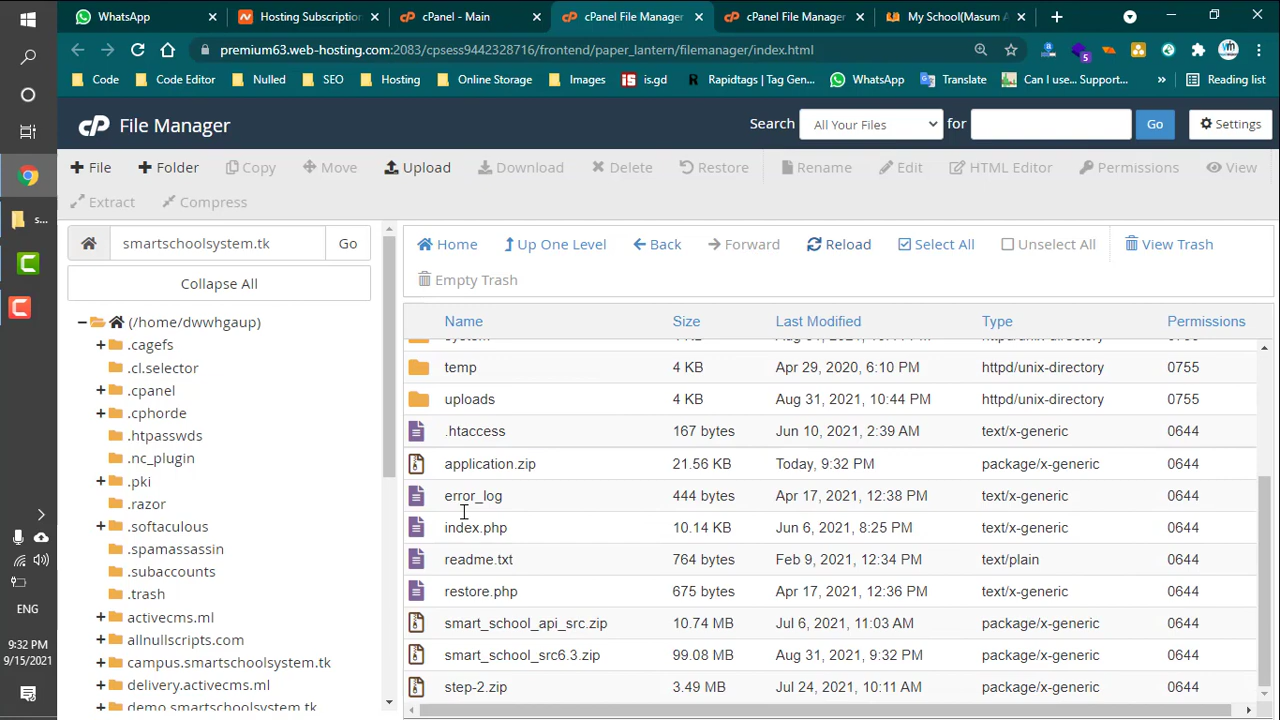 WhatsApp
Hosting Subscription
cPanel - Main
cPanel File Manager
cPanel File Manager
My School(Masum A
premium63.web-hosting.com:2083/cpsess9442328716/frontend/paper_lantern/filemanager/index.html
5
Code
Code Editor
Nulled
SEO
Hosting
Online Storage
Images
is.gd
Rapidtags | Tag Gen...
WhatsApp
Translate
Can I use... Support...
»
Reading list
cP File Manager
Search All Your Files for Go Settings
+ File
+ Folder
Copy
Move
Upload
Download
Delete
Restore
Rename
Edit
HTML Editor
Permissions
View
Extract
Compress
s...
smartschoolsystem.tk Go
Collapse All
Home
Up One Level
Back
Forward
Reload
Select All
Unselect All
View Trash
Empty Trash
(/home/dwwhgaup)
.cagefs
.cl.selector
.cpanel
.cphorde
.htpasswds
.nc_plugin
.pki
.razor
.softaculous
.spamassassin
.subaccounts
.trash
activecms.ml
allnullscripts.com
campus.smartschoolsystem.tk
delivery.activecms.ml
demo.smartschoolsystem.tk
Name Size Last Modified Type Permissions
temp 4 KB Apr 29, 2020, 6:10 PM httpd/unix-directory 0755
uploads 4 KB Aug 31, 2021, 10:44 PM httpd/unix-directory 0755
.htaccess 167 bytes Jun 10, 2021, 2:39 AM text/x-generic 0644
application.zip 21.56 KB Today, 9:32 PM package/x-generic 0644
error_log 444 bytes Apr 17, 2021, 12:38 PM text/x-generic 0644
index.php 10.14 KB Jun 6, 2021, 8:25 PM text/x-generic 0644
readme.txt 764 bytes Feb 9, 2021, 12:34 PM text/plain 0644
restore.php 675 bytes Apr 17, 2021, 12:36 PM text/x-generic 0644
smart_school_api_src.zip 10.74 MB Jul 6, 2021, 11:03 AM package/x-generic 0644
smart_school_src6.3.zip 99.08 MB Aug 31, 2021, 9:32 PM package/x-generic 0644
step-2.zip 3.49 MB Jul 24, 2021, 10:11 AM package/x-generic 0644
ENG
9:32 PM
9/15/2021